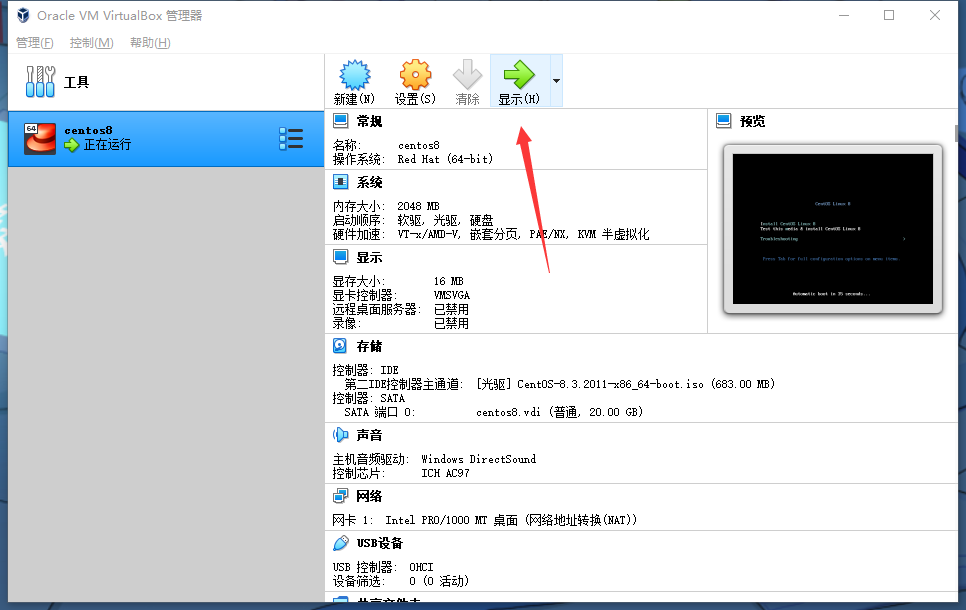 Oracle VM VirtualBox 管理器
管理(F) 控制(M) 帮助(H)
工具
新建(N) 设置(S) 清除 显示(H)
64 centos8
正在运行
常规
名称: centos8
操作系统: Red Hat (64-bit)
系统
内存大小: 2048 MB
启动顺序: 软驱, 光驱, 硬盘
硬件加速: VT-x/AMD-V, 嵌套分页, PAE/NX, KVM 半虚拟化
显示
显存大小: 16 MB
显卡控制器: VMSVGA
远程桌面服务器: 已禁用
录像: 已禁用
预览
CentOS Linux 8
Install CentOS Linux 8
Test this media & install CentOS Linux 8
Troubleshooting >
Press Tab for full configuration options on menu items.
Automatic boot in 35 seconds...
存储
控制器: IDE
第二IDE控制器主通道: [光驱] CentOS-8.3.2011-x86_64-boot.iso (683.00 MB)
控制器: SATA
SATA 端口 0: centos8.vdi (普通, 20.00 GB)
声音
主机音频驱动: Windows DirectSound
控制芯片: ICH AC97
网络
网卡 1: Intel PRO/1000 MT 桌面 (网络地址转换(NAT))
USB设备
USB 控制器: OHCI
设备筛选: 0 (0 活动)
共享文件夹